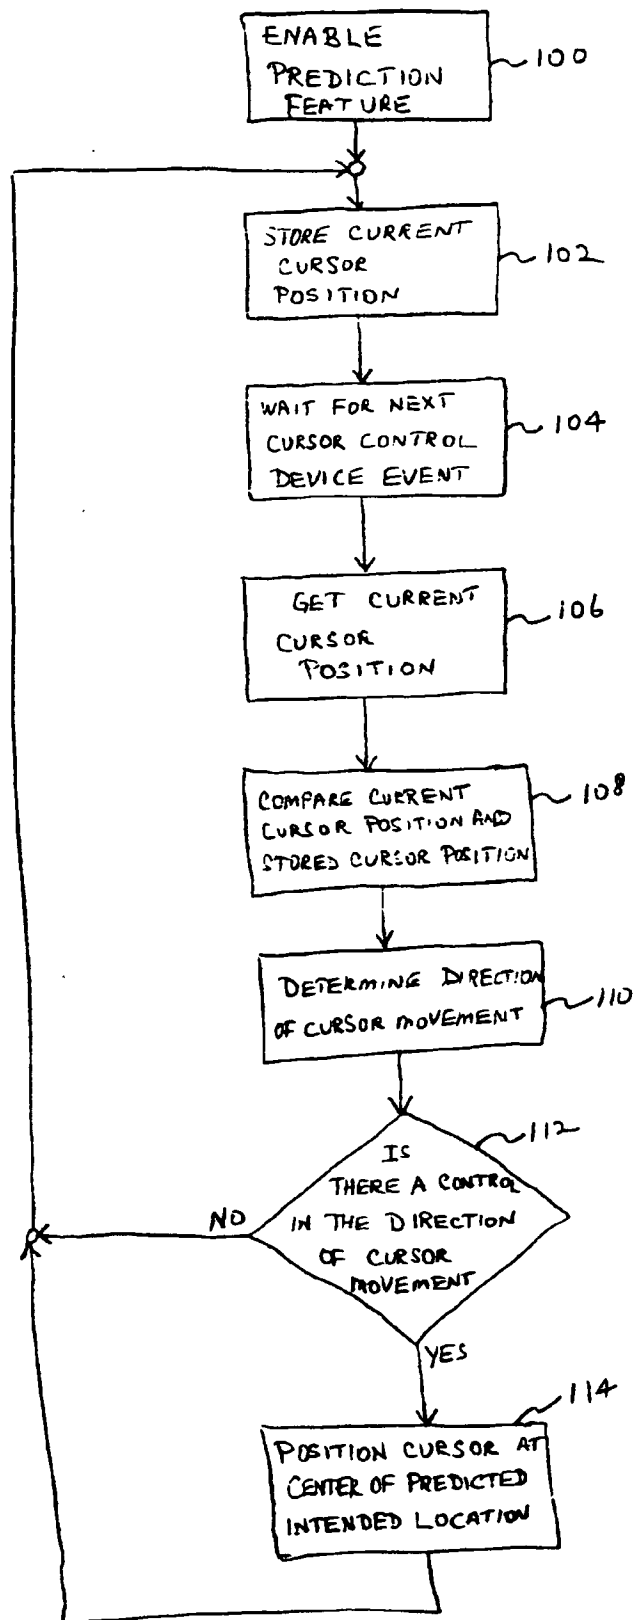 ENABLE
PREDICTION
FEATURE
100
STORE CURRENT
CURSOR
POSITION
102
WAIT FOR NEXT
CURSOR CONTROL
DEVICE EVENT
104
GET CURRENT
CURSOR
POSITION
106
COMPARE CURRENT
CURSOR POSITION AND
STORED CURSOR POSITION
108
DETERMINE DIRECTION
OF CURSOR MOVEMENT
110
112
IS
THERE A CONTROL
IN THE DIRECTION
OF CURSOR
MOVEMENT
NO
YES
114
POSITION CURSOR AT
CENTER OF PREDICTED
INTENDED LOCATION